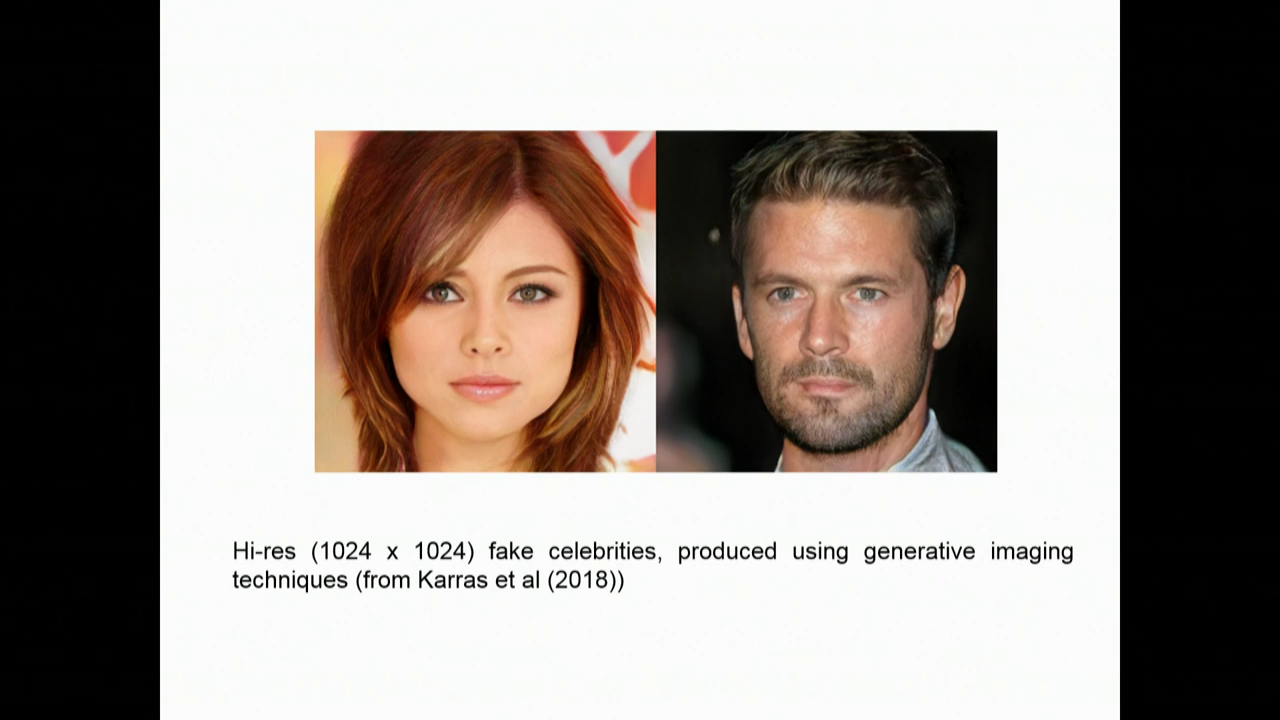 Hi-res (1024 x 1024) fake celebrities, produced using generative imaging
techniques (from Karras et al (2018))